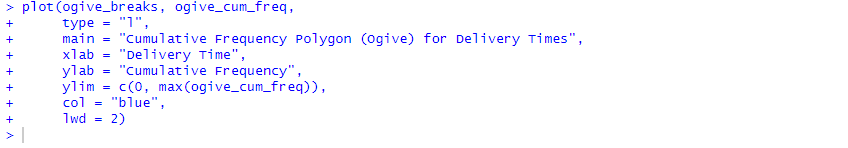 > plot(ogive_breaks, ogive_cum_freq,
+      type = "l",
+      main = "Cumulative Frequency Polygon (Ogive) for Delivery Times",
+      xlab = "Delivery Time",
+      ylab = "Cumulative Frequency",
+      ylim = c(0, max(ogive_cum_freq)),
+      col = "blue",
+      lwd = 2)
>